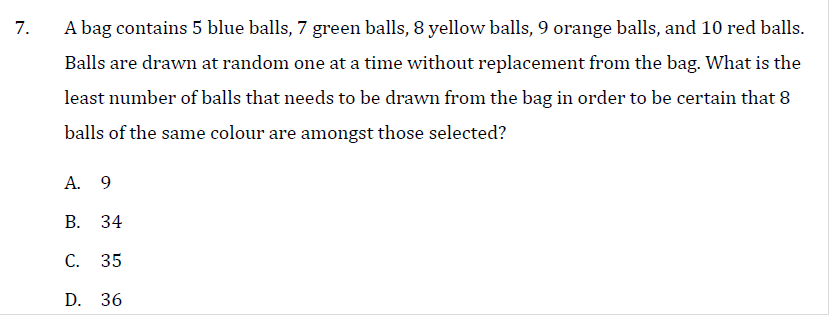 7. A bag contains 5 blue balls, 7 green balls, 8 yellow balls, 9 orange balls, and 10 red balls.
Balls are drawn at random one at a time without replacement from the bag. What is the
least number of balls that needs to be drawn from the bag in order to be certain that 8
balls of the same colour are amongst those selected?
A. 9
B. 34
C. 35
D. 36